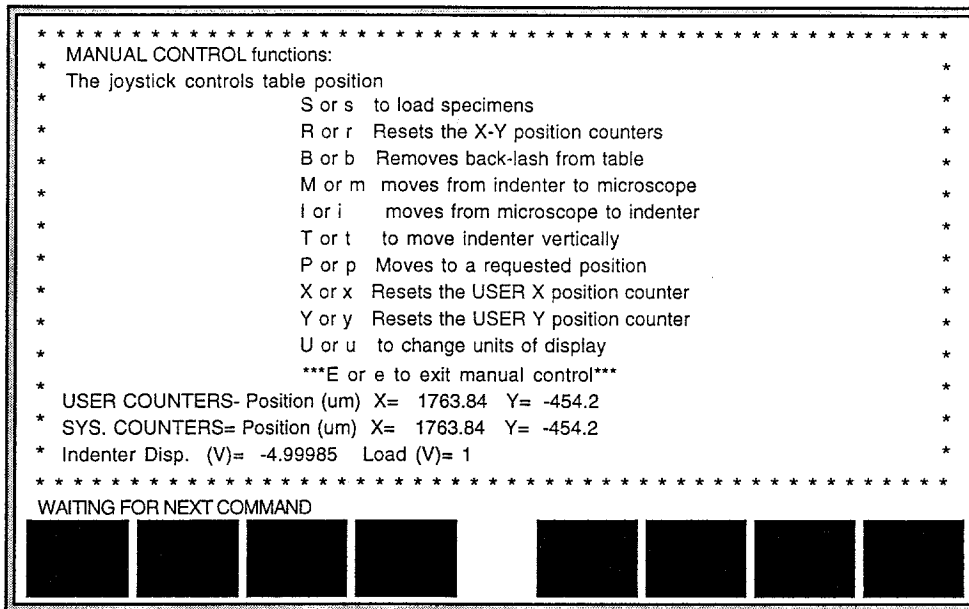 * * * * * * * * * * * * * * * * * * * * * * * * * * * * * * * * * * * * * * * * * * * * * * * * *
MANUAL CONTROL functions:
* The joystick controls table position *
* S or s to load specimens *
* R or r Resets the X-Y position counters *
* B or b Removes back-lash from table *
* M or m moves from indenter to microscope *
* I or i moves from microscope to indenter *
* T or t to move indenter vertically *
* P or p Moves to a requested position *
* X or x Resets the USER X position counter *
* Y or y Resets the USER Y position counter *
* U or u to change units of display *
* ***E or e to exit manual control*** *
USER COUNTERS- Position (um) X= 1763.84 Y= -454.2
* SYS. COUNTERS= Position (um) X= 1763.84 Y= -454.2 *
* Indenter Disp. (V)= -4.99985 Load (V)= 1 *
* * * * * * * * * * * * * * * * * * * * * * * * * * * * * * * * * * * * * * * * * * * * * * * * *
WAITING FOR NEXT COMMAND